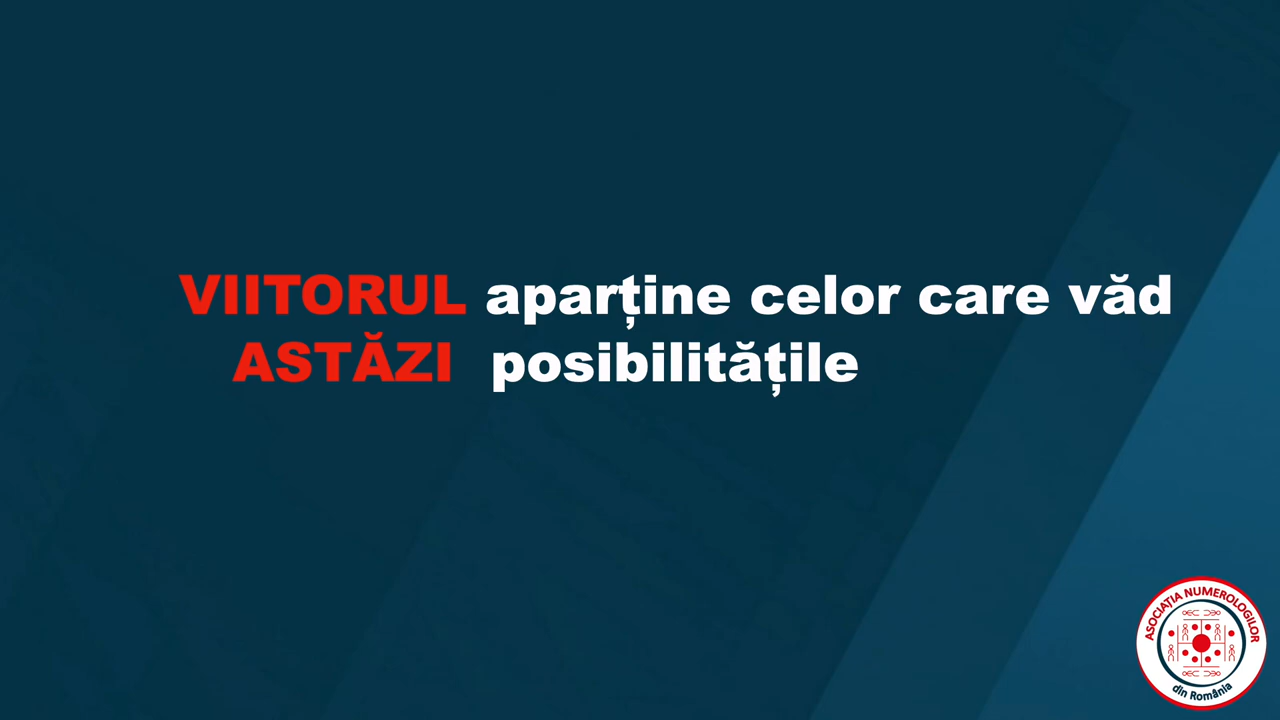 VIITORUL aparține celor care văd
ASTĂZI posibilitățile
ASOCIAȚIA NUMEROLOGILOR
din România